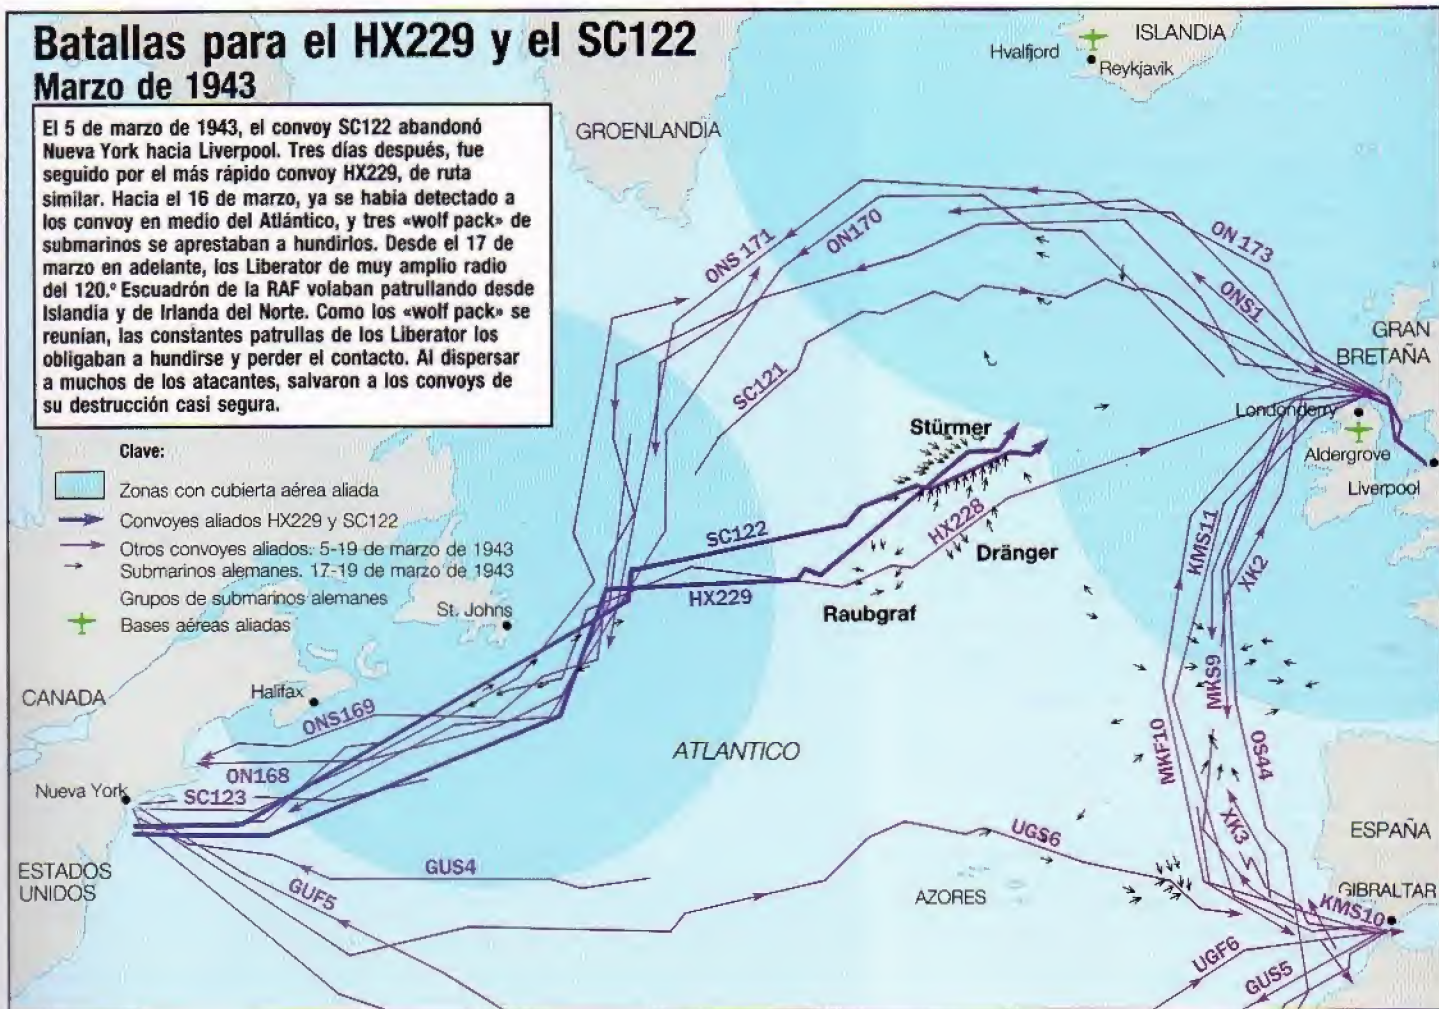 Batallas para el HX229 y el SC122
Marzo de 1943
El 5 de marzo de 1943, el convoy SC122 abandonó
Nueva York hacia Liverpool. Tres días después, fue
seguido por el más rápido convoy HX229, de ruta
similar. Hacia el 16 de marzo, ya se habia detectado a
los convoy en medio del Atlántico, y tres «wolf pack» de
submarinos se aprestaban a hundirlos. Desde el 17 de
marzo en adelante, los Liberator de muy amplio radio
del 120.º Escuadrón de la RAF volaban patrullando desde
Islandia y de Irlanda del Norte. Como los «wolf pack» se
reunían, las constantes patrullas de los Liberator los
obligaban a hundirse y perder el contacto. Al dispersar
a muchos de los atacantes, salvaron a los convoys de
su destrucción casi segura.
Clave:
Zonas con cubierta aérea aliada
Convoyes aliados HX229 y SC122
Otros convoyes aliados: 5-19 de marzo de 1943
Submarinos alemanes. 17-19 de marzo de 1943
Grupos de submarinos alemanes
Bases aéreas aliadas
ISLANDIA
Hvalfjord
Reykjavik
GROENLANDIA
ONS 171
ON170
ON 173
ONS1
SC121
GRAN
BRETAÑA
Londonderry
Aldergrove
Liverpool
Stürmer
SC122
HX228
Dränger
HX229
Raubgraf
KMS11
XK2
St. Johns
CANADA
Halifax
ONS169
ON168
SC123
Nueva York
ESTADOS
UNIDOS
GUS4
GUF5
ATLANTICO
MKS9
MKF10
OS44
XK3
UGS6
AZORES
ESPAÑA
GIBRALTAR
KMS10
UGF6
GUS5